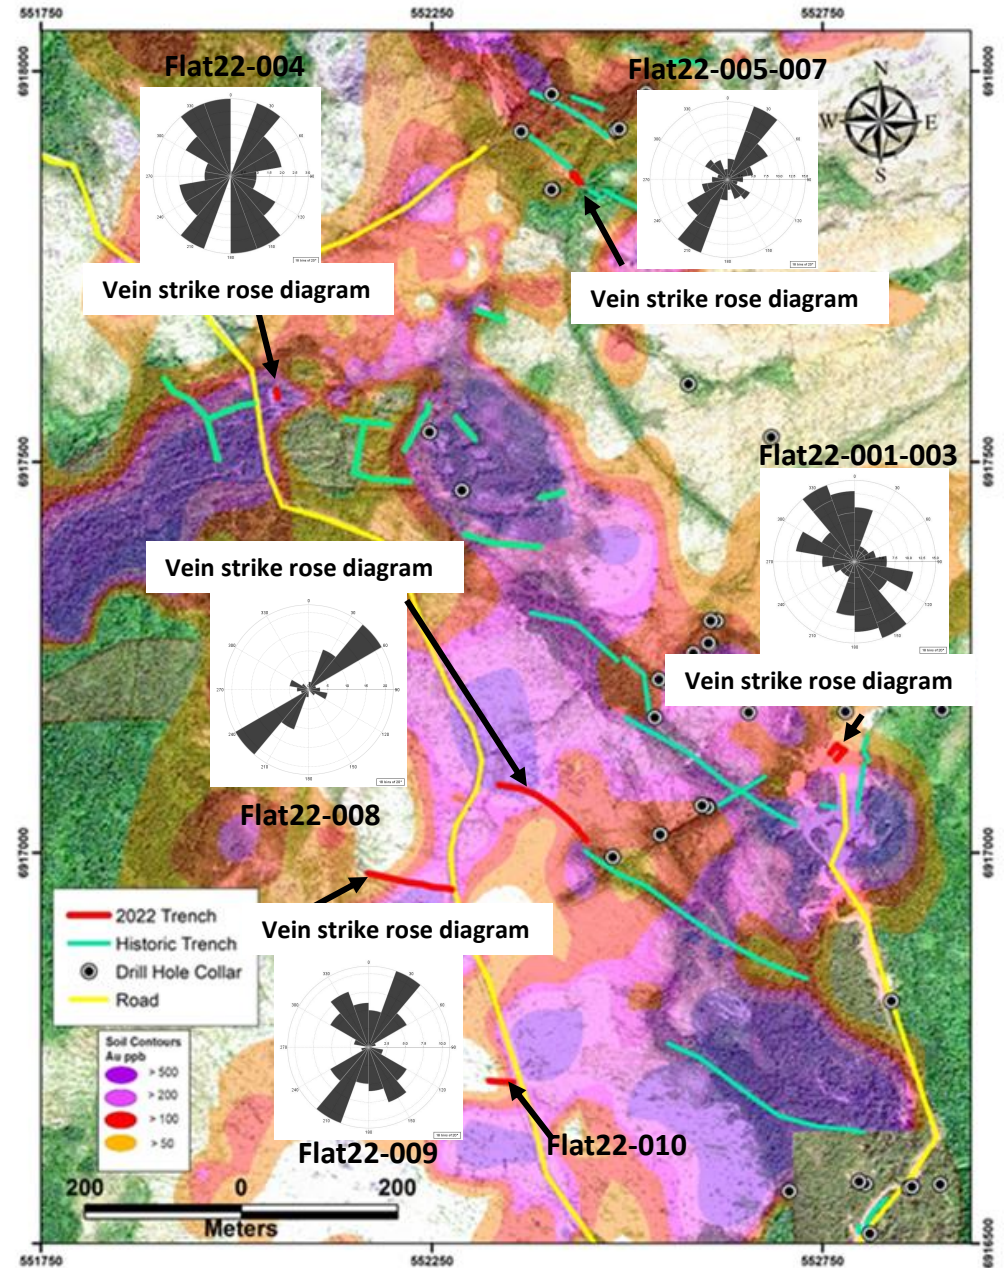 551750
552250
552750
6918000
6918000
Flat22-004
Flat22-005-007
N
W
E
S
Vein strike rose diagram
Vein strike rose diagram
6917500
6917500
Flat22-001-003
Vein strike rose diagram
Vein strike rose diagram
Flat22-008
6917000
6917000
2022 Trench
Historic Trench
Drill Hole Collar
Road
Vein strike rose diagram
Soil Contours
Au ppb
> 500
> 200
> 100
> 50
Flat22-009
Flat22-010
200
0
200
Meters
6916500
551750
552250
552750